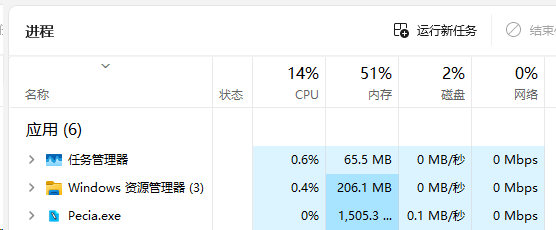 进程 运行新任务 结束
14% 51% 2% 0%
名称 状态 CPU 内存 磁盘 网络
应用 (6)
任务管理器 0.6% 65.5 MB 0 MB/秒 0 Mbps
Windows 资源管理器 (3) 0.4% 206.1 MB 0 MB/秒 0 Mbps
Pecia.exe 0% 1,505.3 ... 0.1 MB/秒 0 Mbps